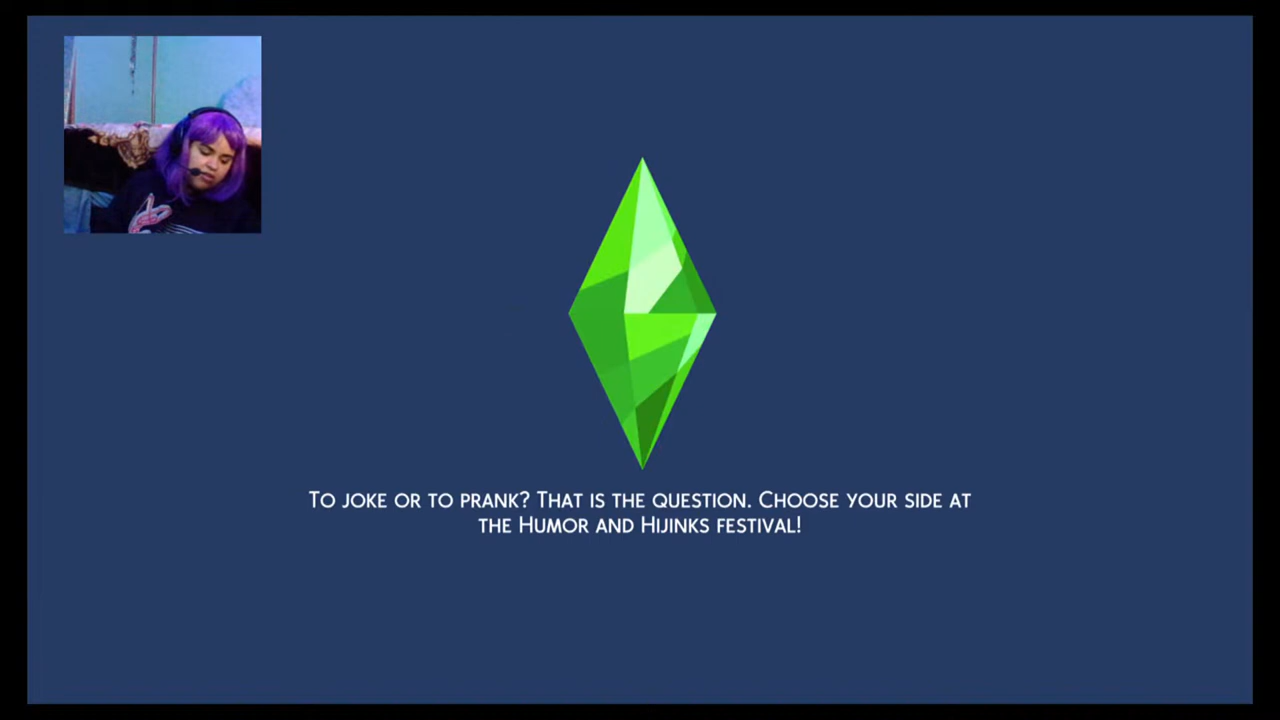 TO JOKE OR TO PRANK? THAT IS THE QUESTION. CHOOSE YOUR SIDE AT
THE HUMOR AND HIJINKS FESTIVAL!